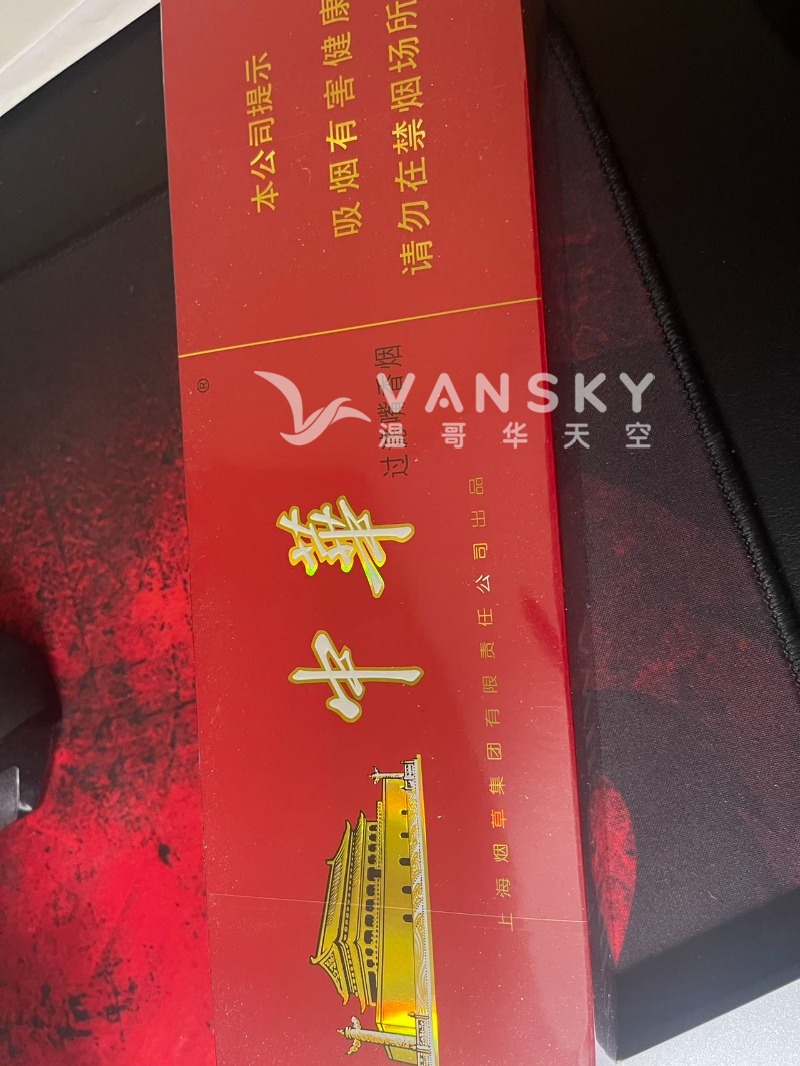 本公司提示
吸烟有害健康
请勿在禁烟场所
®
中華
过滤嘴香烟
上海烟草集团有限责任公司出品
VANSKY
温哥华天空